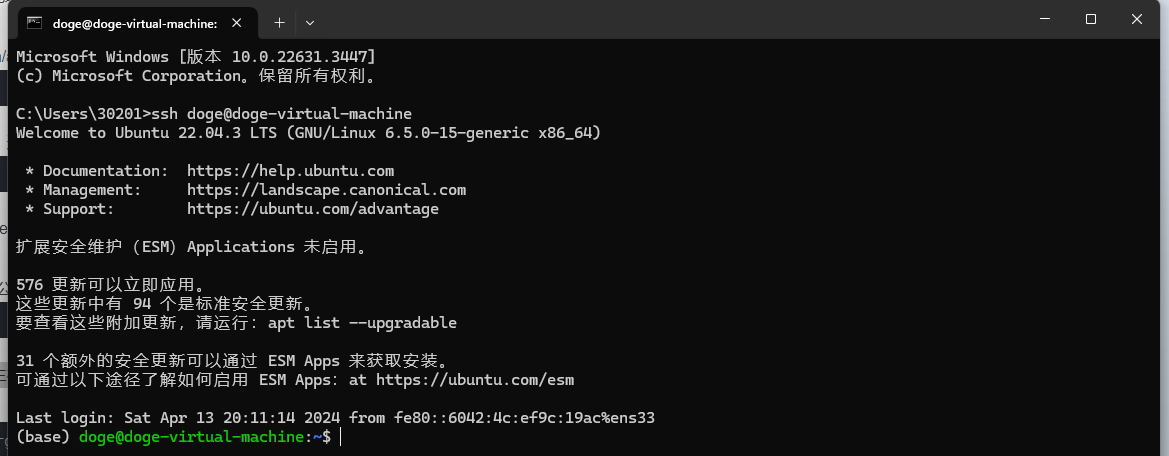 doge@doge-virtual-machine:
Microsoft Windows [版本 10.0.22631.3447]
(c) Microsoft Corporation。保留所有权利。
C:\Users\30201>ssh doge@doge-virtual-machine
Welcome to Ubuntu 22.04.3 LTS (GNU/Linux 6.5.0-15-generic x86_64)
* Documentation:  https://help.ubuntu.com
* Management:     https://landscape.canonical.com
* Support:        https://ubuntu.com/advantage
扩展安全维护（ESM）Applications 未启用。
576 更新可以立即应用。
这些更新中有 94 个是标准安全更新。
要查看这些附加更新，请运行：apt list --upgradable
31 个额外的安全更新可以通过 ESM Apps 来获取安装。
可通过以下途径了解如何启用 ESM Apps：at https://ubuntu.com/esm
Last login: Sat Apr 13 20:11:14 2024 from fe80::6042:4c:ef9c:19ac%ens33
(base) doge@doge-virtual-machine:~$